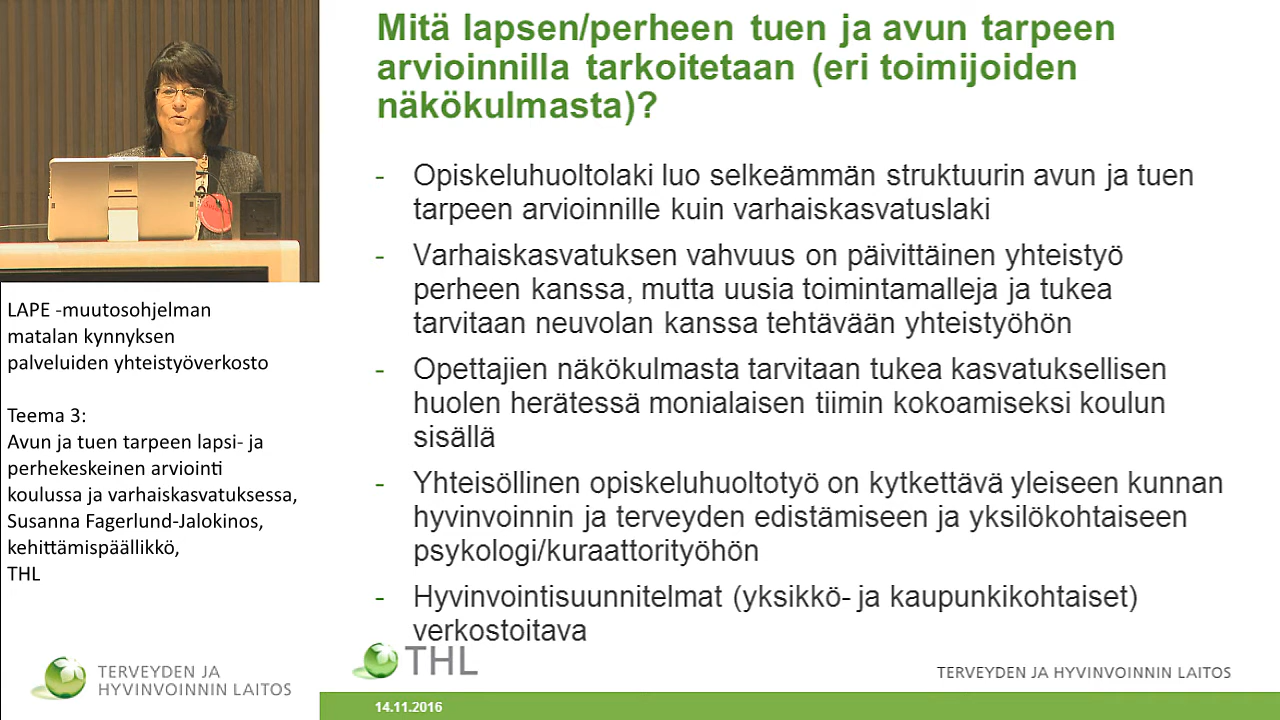 Mitä lapsen/perheen tuen ja avun tarpeen
arvioinnilla tarkoitetaan (eri toimijoiden
näkökulmasta)?
- Opiskeluhuoltolaki luo selkeämmän struktuurin avun ja tuen
tarpeen arvioinnille kuin varhaiskasvatuslaki
- Varhaiskasvatuksen vahvuus on päivittäinen yhteistyö
perheen kanssa, mutta uusia toimintamalleja ja tukea
tarvitaan neuvolan kanssa tehtävään yhteistyöhön
- Opettajien näkökulmasta tarvitaan tukea kasvatuksellisen
huolen herätessä monialaisen tiimin kokoamiseksi koulun
sisällä
- Yhteisöllinen opiskeluhuoltotyö on kytkettävä yleiseen kunnan
hyvinvoinnin ja terveyden edistämiseen ja yksilökohtaiseen
psykologi/kuraattorityöhön
- Hyvinvointisuunnitelmat (yksikkö- ja kaupunkikohtaiset)
verkostoitava
THL
TERVEYDEN JA HYVINVOINNIN LAITOS
14.11.2016
LAPE -muutosohjelman
matalan kynnyksen
palveluiden yhteistyöverkosto
Teema 3:
Avun ja tuen tarpeen lapsi- ja
perhekeskeinen arviointi
koulussa ja varhaiskasvatuksessa,
Susanna Fagerlund-Jalokinos,
kehittämispäällikkö,
THL
TERVEYDEN JA
HYVINVOINNIN LAITOS